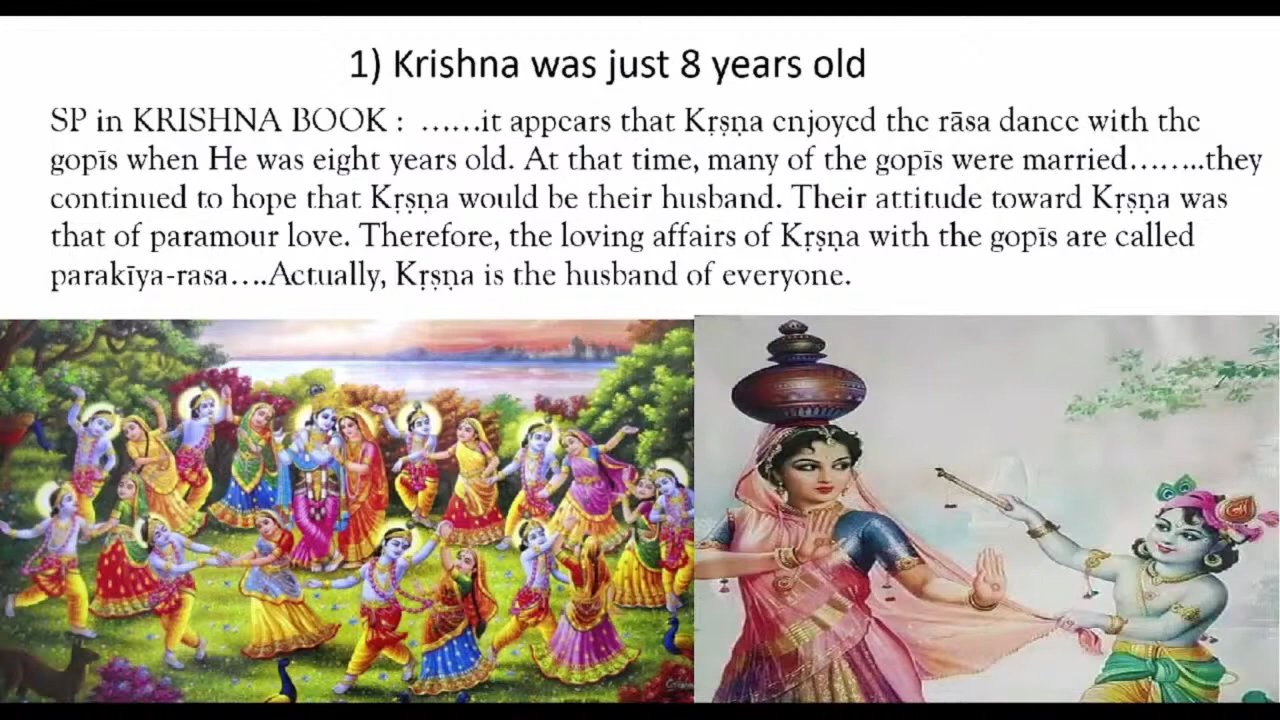 1) Krishna was just 8 years old
SP in KRISHNA BOOK : ……it appears that Kṛṣṇa enjoyed the rāsa dance with the
gopīs when He was eight years old. At that time, many of the gopīs were married……..they
continued to hope that Kṛṣṇa would be their husband. Their attitude toward Kṛṣṇa was
that of paramour love. Therefore, the loving affairs of Kṛṣṇa with the gopīs are called
parakīya-rasa….Actually, Kṛṣṇa is the husband of everyone.